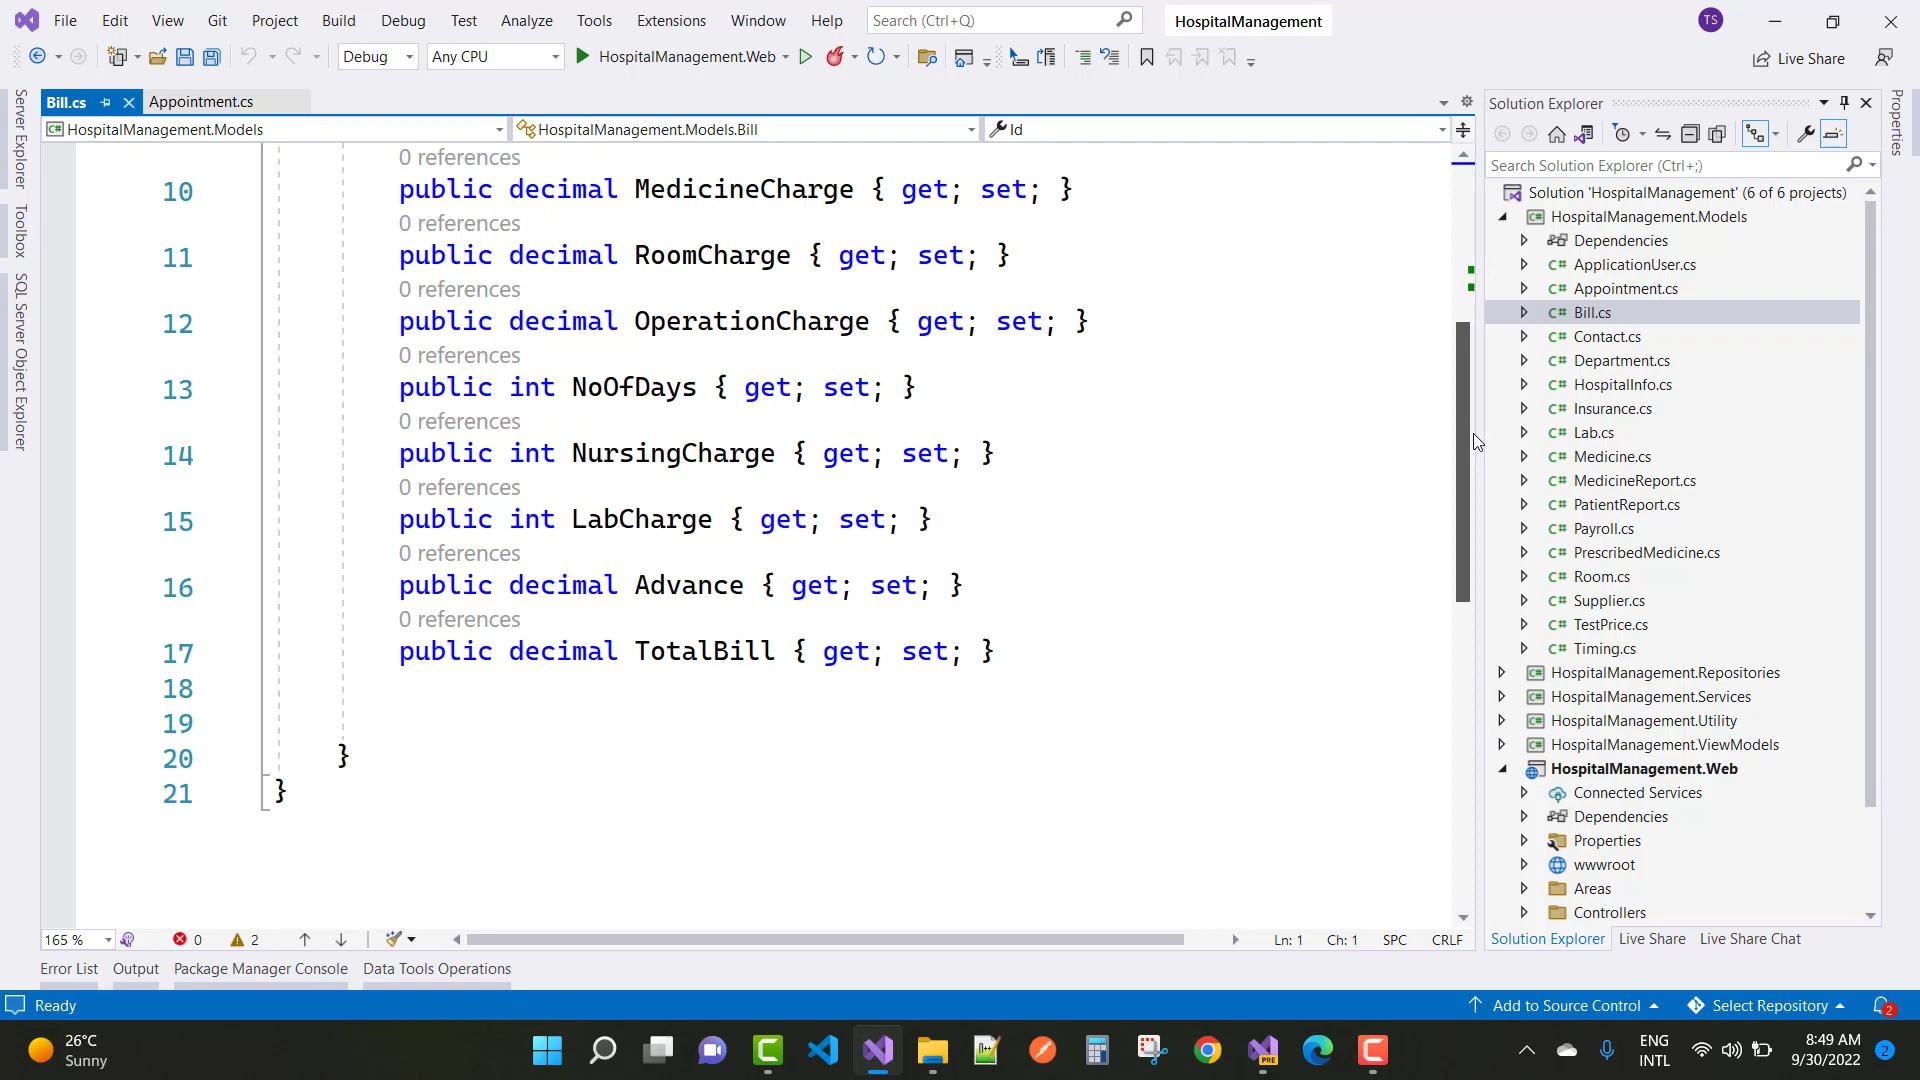 File Edit View Git Project Build Debug Test Analyze Tools Extensions Window Help Search (Ctrl+Q) HospitalManagement TS
Debug Any CPU HospitalManagement.Web Live Share
Server Explorer
Toolbox
SQL Server Object Explorer
Bill.cs Appointment.cs
HospitalManagement.Models HospitalManagement.Models.Bill Id
0 references
10 public decimal MedicineCharge { get; set; }
0 references
11 public decimal RoomCharge { get; set; }
0 references
12 public decimal OperationCharge { get; set; }
0 references
13 public int NoOfDays { get; set; }
0 references
14 public int NursingCharge { get; set; }
0 references
15 public int LabCharge { get; set; }
0 references
16 public decimal Advance { get; set; }
0 references
17 public decimal TotalBill { get; set; }
18
19
20 }
21 }
165 % 0 2 Ln: 1 Ch: 1 SPC CRLF
Solution Explorer
Search Solution Explorer (Ctrl+;)
Solution 'HospitalManagement' (6 of 6 projects)
C# HospitalManagement.Models
Dependencies
C# ApplicationUser.cs
C# Appointment.cs
C# Bill.cs
C# Contact.cs
C# Department.cs
C# HospitalInfo.cs
C# Insurance.cs
C# Lab.cs
C# Medicine.cs
C# MedicineReport.cs
C# PatientReport.cs
C# Payroll.cs
C# PrescribedMedicine.cs
C# Room.cs
C# Supplier.cs
C# TestPrice.cs
C# Timing.cs
C# HospitalManagement.Repositories
C# HospitalManagement.Services
C# HospitalManagement.Utility
C# HospitalManagement.ViewModels
HospitalManagement.Web
Connected Services
Dependencies
Properties
wwwroot
Areas
Controllers
Solution Explorer Live Share Live Share Chat
Properties
Error List Output Package Manager Console Data Tools Operations
Ready Add to Source Control Select Repository 2
26°C
Sunny
PRE
ENG
INTL
8:49 AM
9/30/2022
2